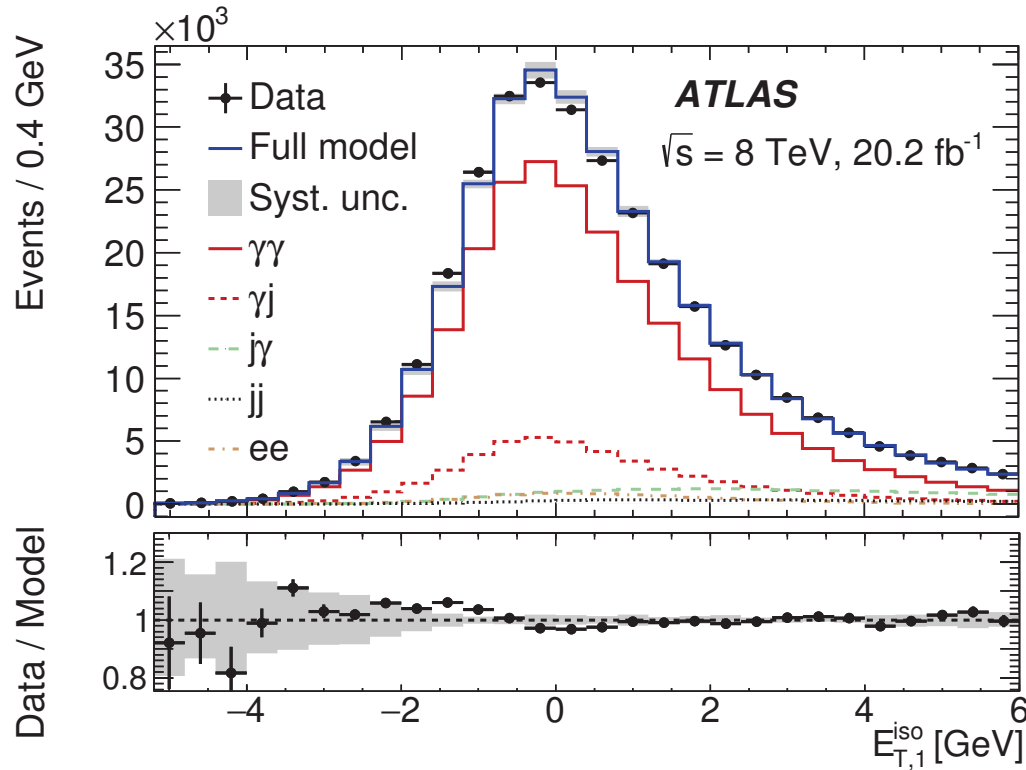 ×10³
Events / 0.4 GeV
35
30
25
20
15
10
5
0
Data
Full model
Syst. unc.
γγ
γj
jγ
jj
ee
ATLAS
√s = 8 TeV, 20.2 fb⁻¹
Data / Model
1.2
1
0.8
−4 −2 0 2 4 6
E_{T,1}^{iso} [GeV]